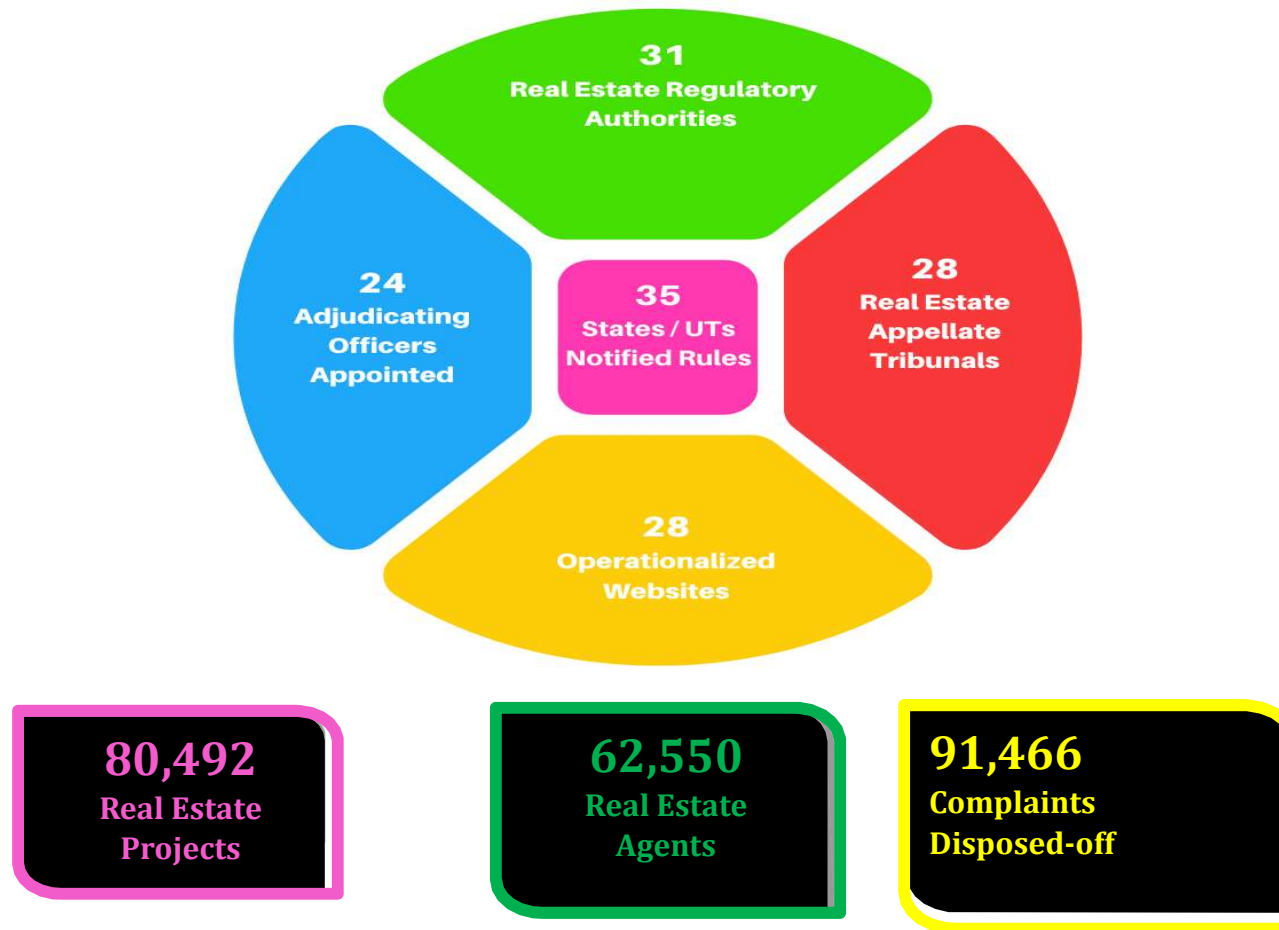 31
Real Estate Regulatory
Authorities
24
Adjudicating
Officers
Appointed
35
States / UTs
Notified Rules
28
Real Estate
Appellate
Tribunals
28
Operationalized
Websites
80,492
Real Estate
Projects
62,550
Real Estate
Agents
91,466
Complaints
Disposed-off